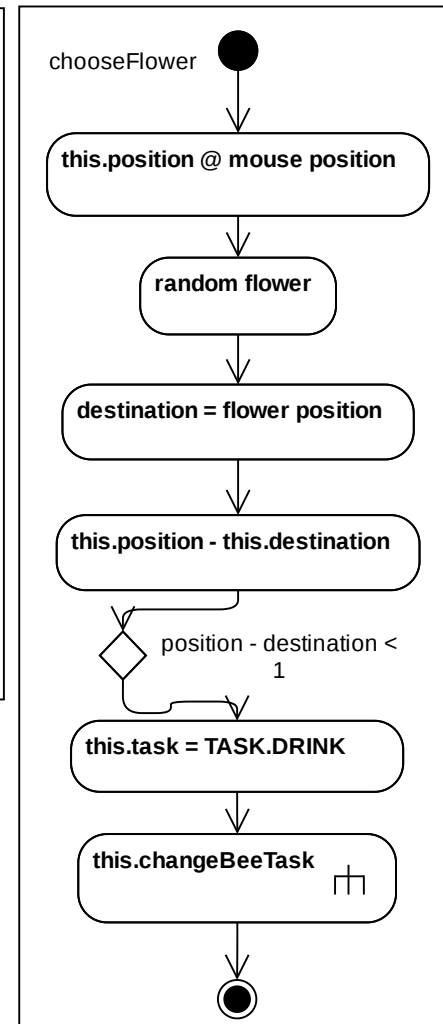 chooseFlower
this.position @ mouse position
random flower
destination = flower position
this.position - this.destination
position - destination <
1
this.task = TASK.DRINK
this.changeBeeTask